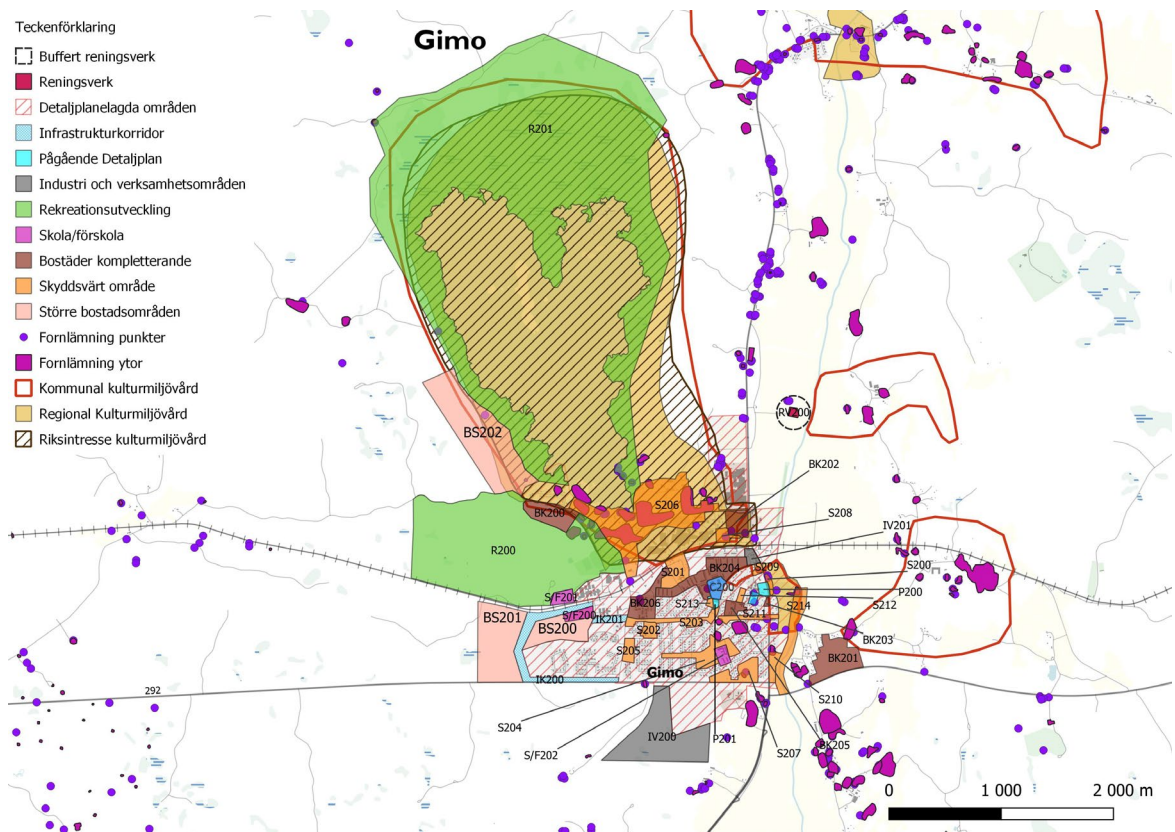 Teckenförklaring
Gimo
Buffert reningsverk
Reningsverk
Detaljplanelagda områden
Infrastrukturkorridor
Pågående Detaljplan
Industri och verksamhetsområden
Rekreationsutveckling
Skola/förskola
Bostäder kompletterande
Skyddsvärt område
Större bostadsområden
Fornlämning punkter
Fornlämning ytor
Kommunal kulturmiljövård
Regional Kulturmiljövård
Riksintresse kulturmiljövård
R201
RV200
BS202
BK202
S206
BK200
S208
IV201
R200
BK204
S209
S200
S201
C200
P200
S/F201
BK206
S213
S214
S212
S/F200
IK201
S211
BS201
BS200
S203
S202
BK203
S205
BK201
Gimo
IK200
292
S210
S204
IV200
P201
BK205
S/F202
S207
0
1 000
2 000 m